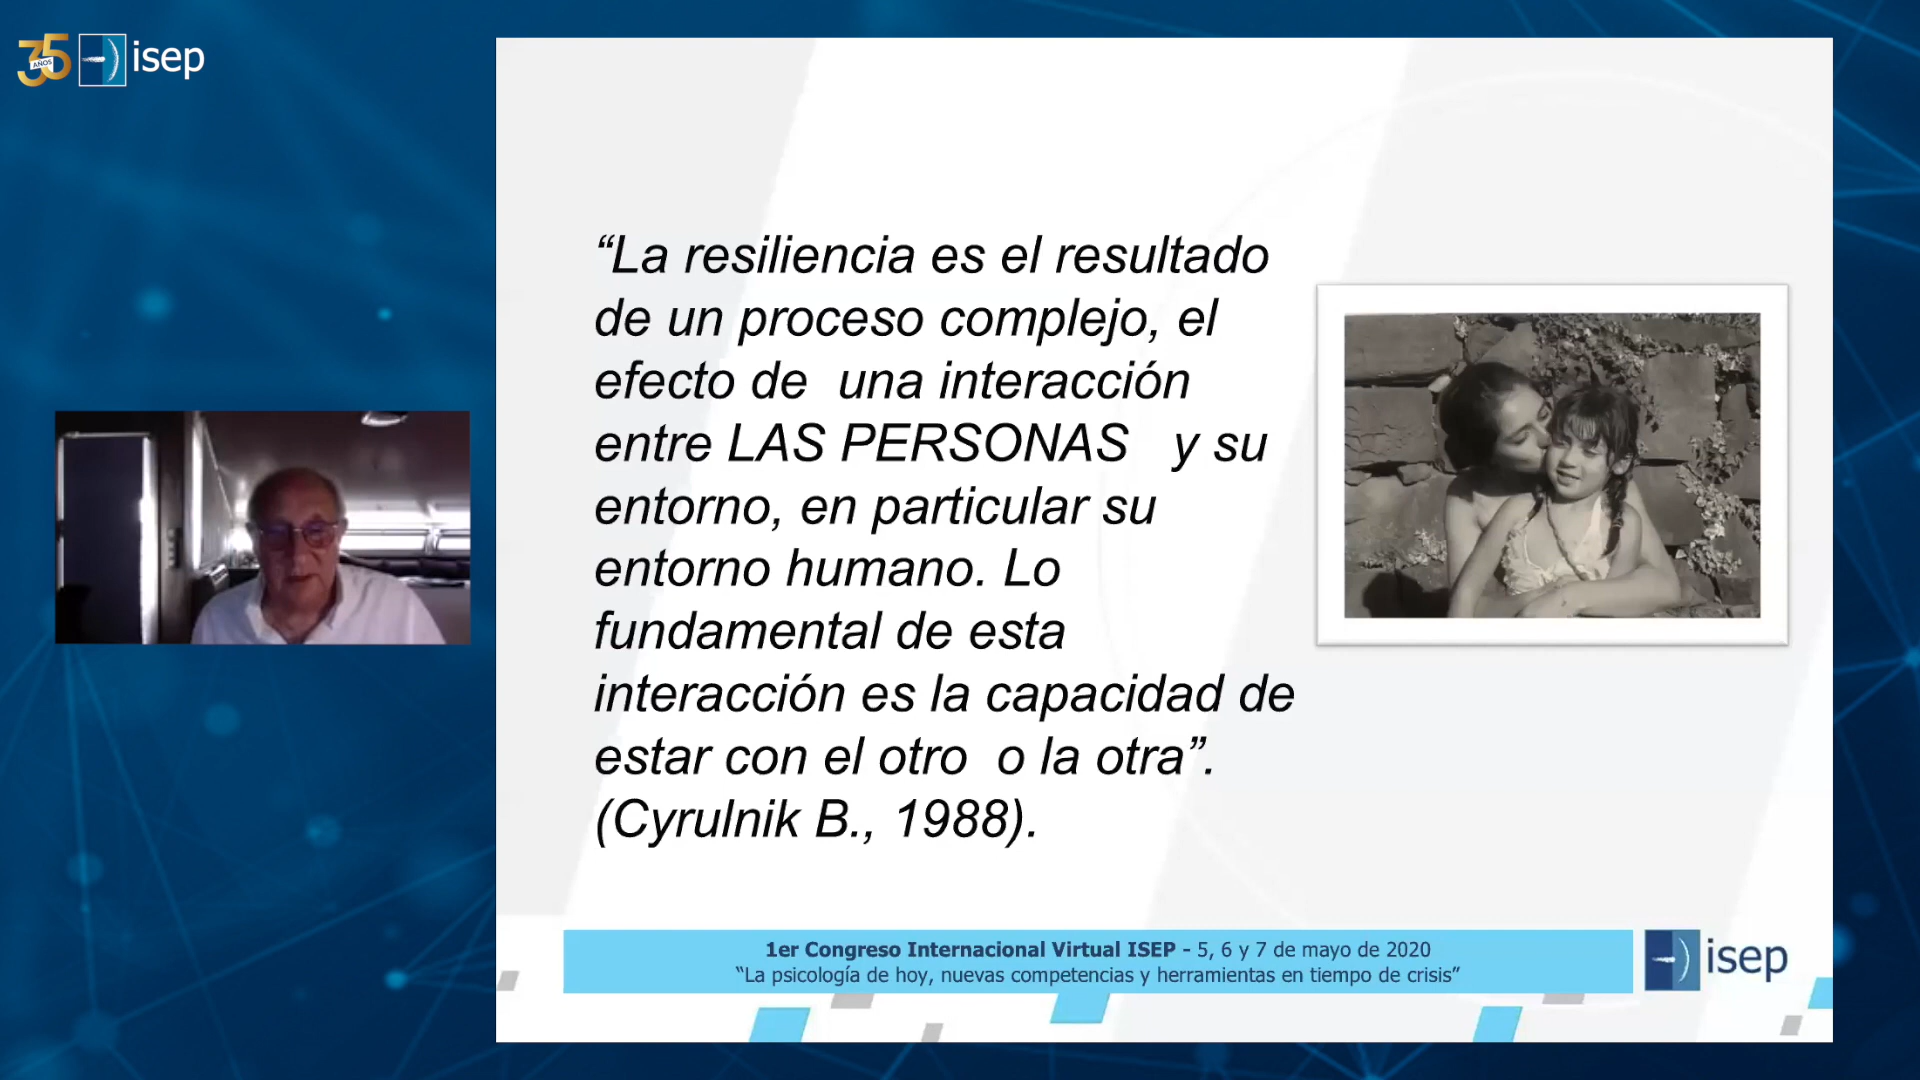 35
AÑOS
isep
“La resiliencia es el resultado
de un proceso complejo, el
efecto de una interacción
entre LAS PERSONAS y su
entorno, en particular su
entorno humano. Lo
fundamental de esta
interacción es la capacidad de
estar con el otro o la otra”.
(Cyrulnik B., 1988).
1er Congreso Internacional Virtual ISEP - 5, 6 y 7 de mayo de 2020
“La psicología de hoy, nuevas competencias y herramientas en tiempo de crisis”
isep